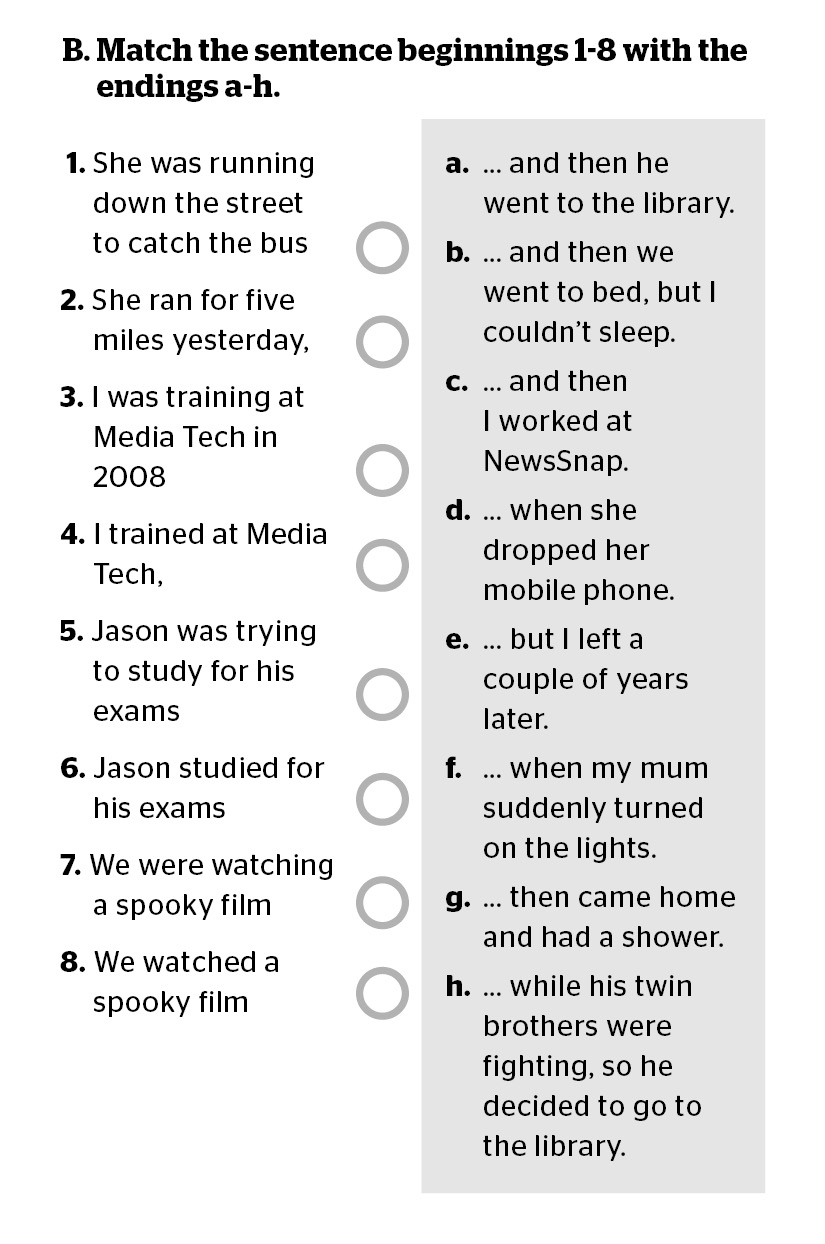 B. Match the sentence beginnings 1-8 with the
endings a-h.
1. She was running
down the street
to catch the bus
2. She ran for five
miles yesterday,
3. I was training at
Media Tech in
2008
4. I trained at Media
Tech,
5. Jason was trying
to study for his
exams
6. Jason studied for
his exams
7. We were watching
a spooky film
8. We watched a
spooky film
a. ... and then he
went to the library.
b. ... and then we
went to bed, but I
couldn’t sleep.
c. ... and then
I worked at
NewsSnap.
d. ... when she
dropped her
mobile phone.
e. ... but I left a
couple of years
later.
f. ... when my mum
suddenly turned
on the lights.
g. ... then came home
and had a shower.
h. ... while his twin
brothers were
fighting, so he
decided to go to
the library.